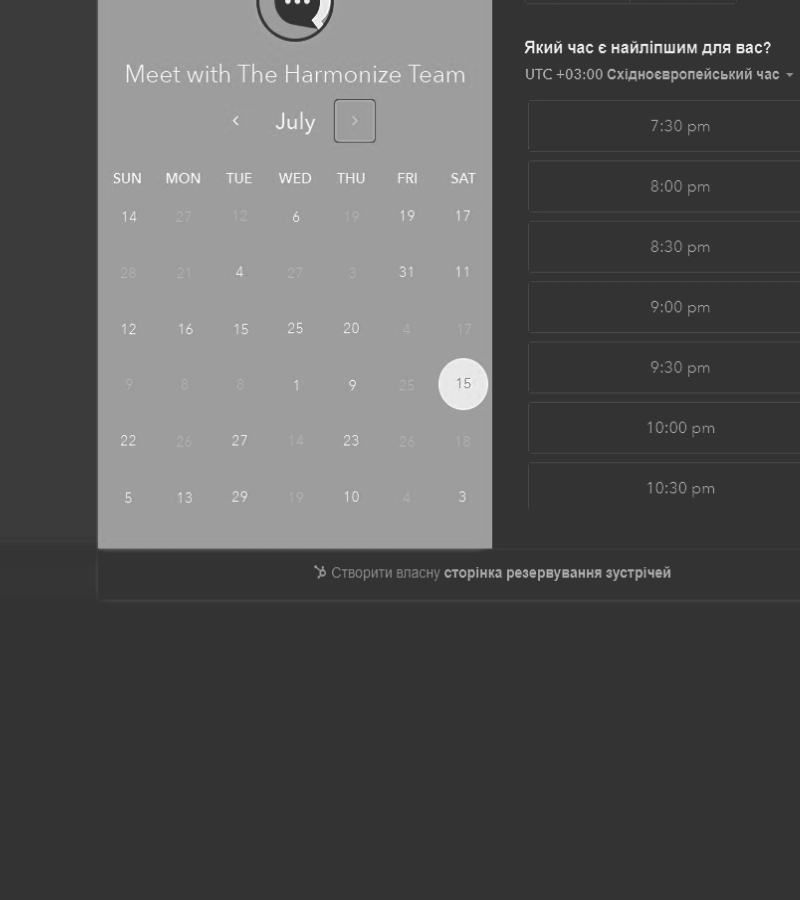 Meet with The Harmonize Team
July
SUN MON TUE WED THU FRI SAT
14 27 12 6 19 19 17
28 21 4 27 3 31 11
12 16 15 25 20 4 17
9 8 8 1 9 25 15
22 26 27 14 23 26 18
5 13 29 19 10 4 3
Який час є найліпшим для вас?
UTC +03:00 Східноєвропейський час
7:30 pm
8:00 pm
8:30 pm
9:00 pm
9:30 pm
10:00 pm
10:30 pm
Створити власну сторінка резервування зустрічей